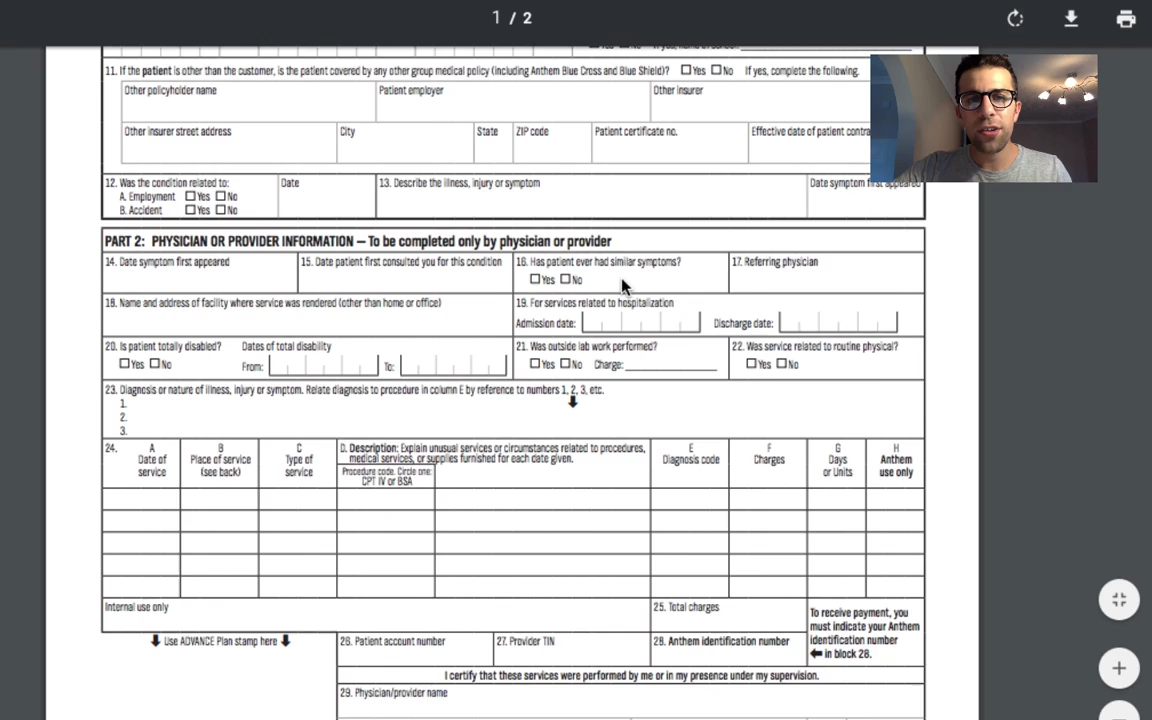 1 / 2
11. If the patient is other than the customer, is the patient covered by any other group medical policy (including Anthem Blue Cross and Blue Shield)? Yes No If yes, complete the following.
Other policyholder name Patient employer Other insurer
Other insurer street address City State ZIP code Patient certificate no. Effective date of patient
12. Was the condition related to: Date 13. Describe the illness, injury or symptom Date symptom first appeared
A. Employment Yes No
B. Accident Yes No
PART 2: PHYSICIAN OR PROVIDER INFORMATION – To be completed only by physician or provider
14. Date symptom first appeared 15. Date patient first consulted you for this condition 16. Has patient ever had similar symptoms? 17. Referring physician
Yes No
18. Name and address of facility where service was rendered (other than home or office) 19. For services related to hospitalization
Admission date: Discharge date:
20. Is patient totally disabled? Dates of total disability 21. Was outside lab work performed? 22. Was service related to routine physical?
Yes No From: To: Yes No Charge: Yes No
23. Diagnosis or nature of illness, injury or symptom. Relate diagnosis to procedure in column E by reference to numbers 1, 2, 3, etc.
1.
2.
3.
24. A B C D. Description: Explain unusual services or circumstances related to procedures, E F G H
Date of Place of service Type of medical services, or supplies furnished for each date given. Diagnosis code Charges Days Anthem
service (see back) service Procedure code. Circle one: or Units use only
CPT IV or BSA
Internal use only 25. Total charges To receive payment, you
must indicate your Anthem
Use ADVANCE Plan stamp here 26. Patient account number 27. Provider TIN 28. Anthem identification number identification number
in block 28.
I certify that these services were performed by me or in my presence under my supervision.
29. Physician/provider name